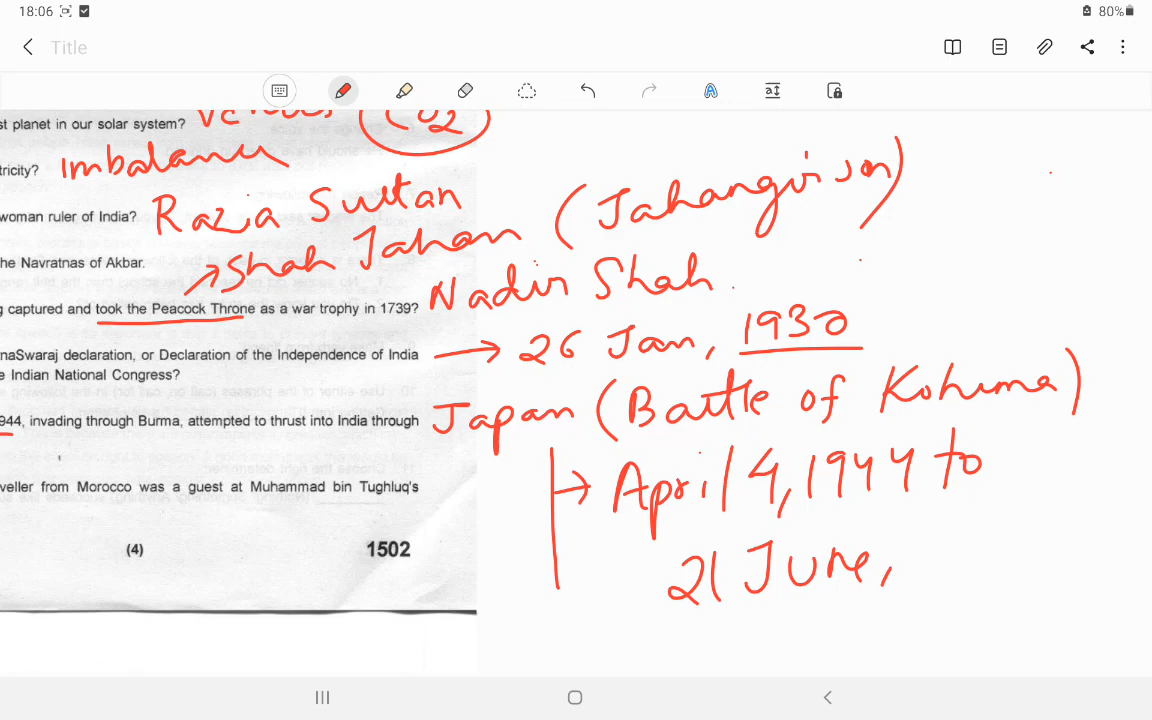 18:06 80%
Title
st planet in our solar system? Venus (CO2)
tricity? imbalance
woman ruler of India? Razia Sultan
he Navratnas of Akbar. → Shah Jahan (Jahangir son)
g captured and took the Peacock Throne as a war trophy in 1739? Nadir Shah.
rnaSwaraj declaration, or Declaration of the Independence of India → 26 Jan, 1930
e Indian National Congress?
944, invading through Burma, attempted to thrust into India through Japan (Battle of Kohima)
→ April 4, 1944 to
veller from Morocco was a guest at Muhammad bin Tughluq's
(4) 1502
21 June,